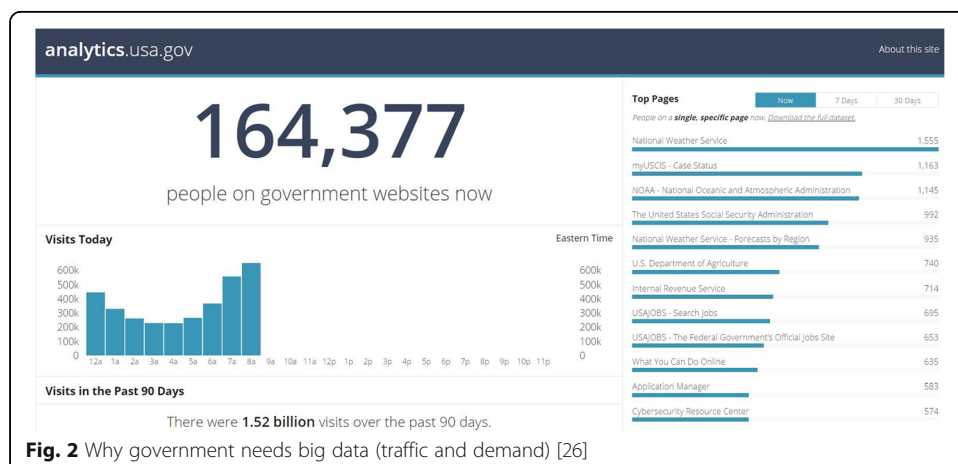 analytics.usa.gov
About this site
164,377
people on government websites now
Visits Today
Eastern Time
600k
500k
400k
300k
200k
100k
0
600k
500k
400k
300k
200k
100k
0
12a 1a 2a 3a 4a 5a 6a 7a 8a 9a 10a 11a 12p 1p 2p 3p 4p 5p 6p 7p 8p 9p 10p 11p
Visits in the Past 90 Days
There were 1.52 billion visits over the past 90 days.
Top Pages
Now 7 Days 30 Days
People on a single, specific page now. Download the full dataset.
National Weather Service 1,555
myUSCIS - Case Status 1,163
NOAA - National Oceanic and Atmospheric Administration 1,145
The United States Social Security Administration 992
National Weather Service - Forecasts by Region 935
U.S. Department of Agriculture 740
Internal Revenue Service 714
USAJOBS - Search Jobs 695
USAJOBS - The Federal Government's Official Jobs Site 653
What You Can Do Online 635
Application Manager 583
Cybersecurity Resource Center 574
Fig. 2 Why government needs big data (traffic and demand) [26]